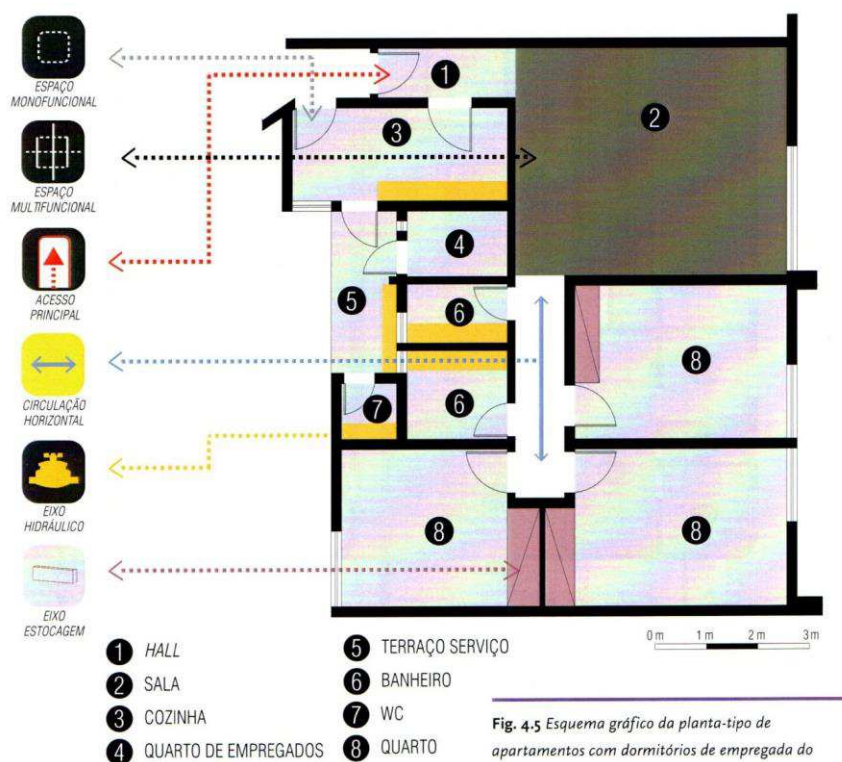 ESPAÇO
MONOFUNCIONAL
ESPAÇO
MULTIFUNCIONAL
ACESSO
PRINCIPAL
CIRCULAÇÃO
HORIZONTAL
EIXO
HIDRÁULICO
EIXO
ESTOCAGEM
1
2
3
4
5
6
8
6
7
8
8
0 m 1 m 2 m 3 m
1 HALL
2 SALA
3 COZINHA
4 QUARTO DE EMPREGADOS
5 TERRAÇO SERVIÇO
6 BANHEIRO
7 WC
8 QUARTO
Fig. 4.5 Esquema gráfico da planta-tipo de
apartamentos com dormitórios de empregada do